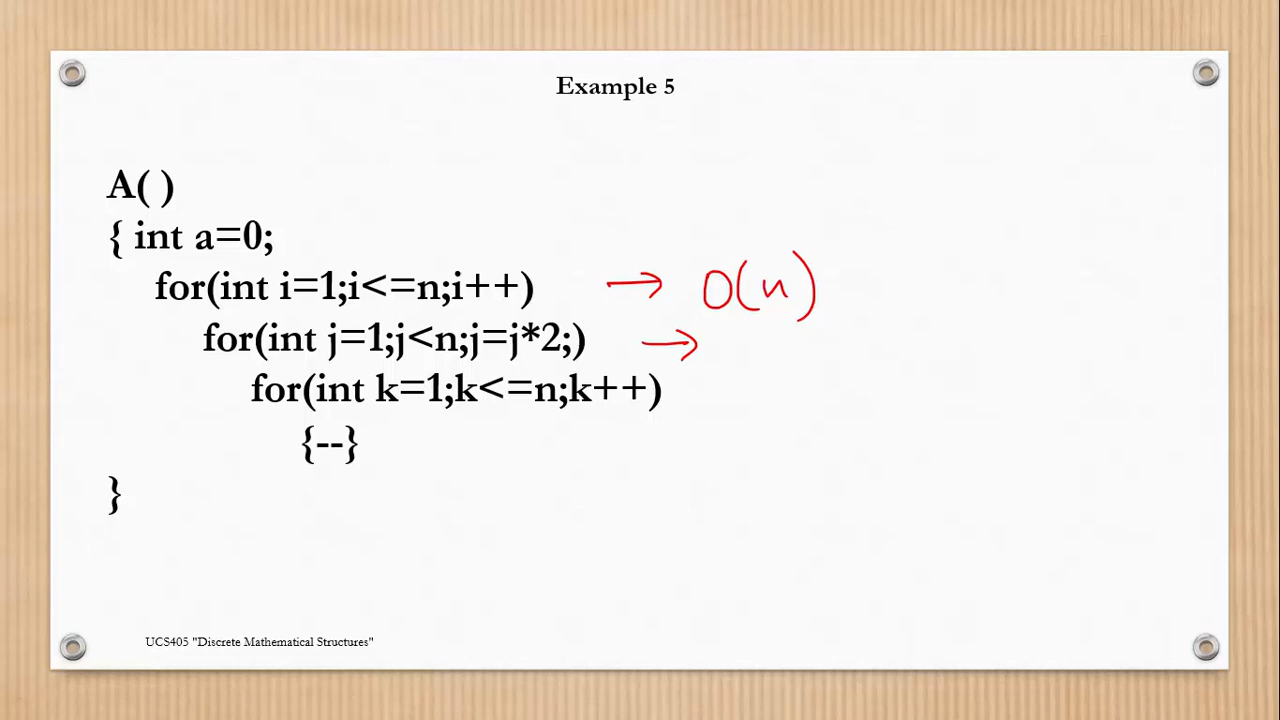 Example 5
A( )
{ int a=0;
for(int i=1;i<=n;i++) → O(n)
for(int j=1;j<n;j=j*2;) →
for(int k=1;k<=n;k++)
{--}
}
UCS405 "Discrete Mathematical Structures"